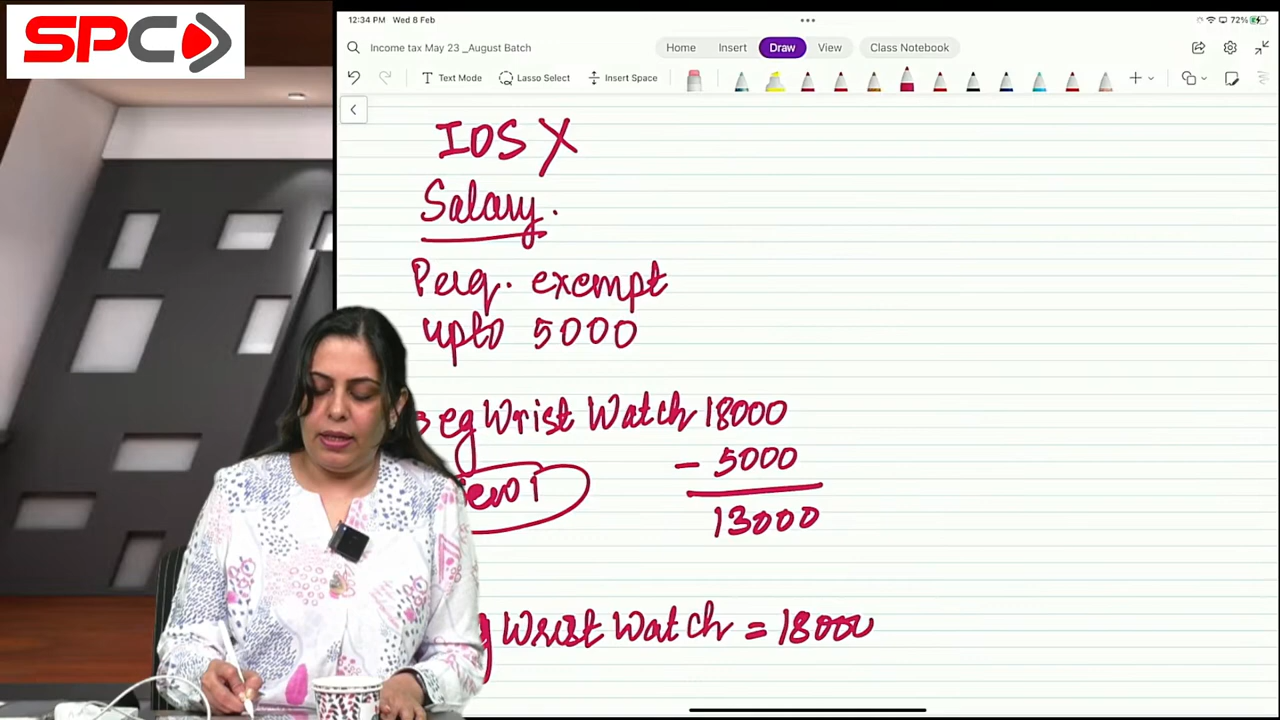 SPC
12:34 PM Wed 8 Feb
72%
Income tax May 23 _August Batch
Home Insert Draw View Class Notebook
Text Mode Lasso Select Insert Space
IOS X
Salary.
Perq. exempt
upto 5000
eg Wrist Watch 18000
- 5000
13000
Wrist Watch = 18000